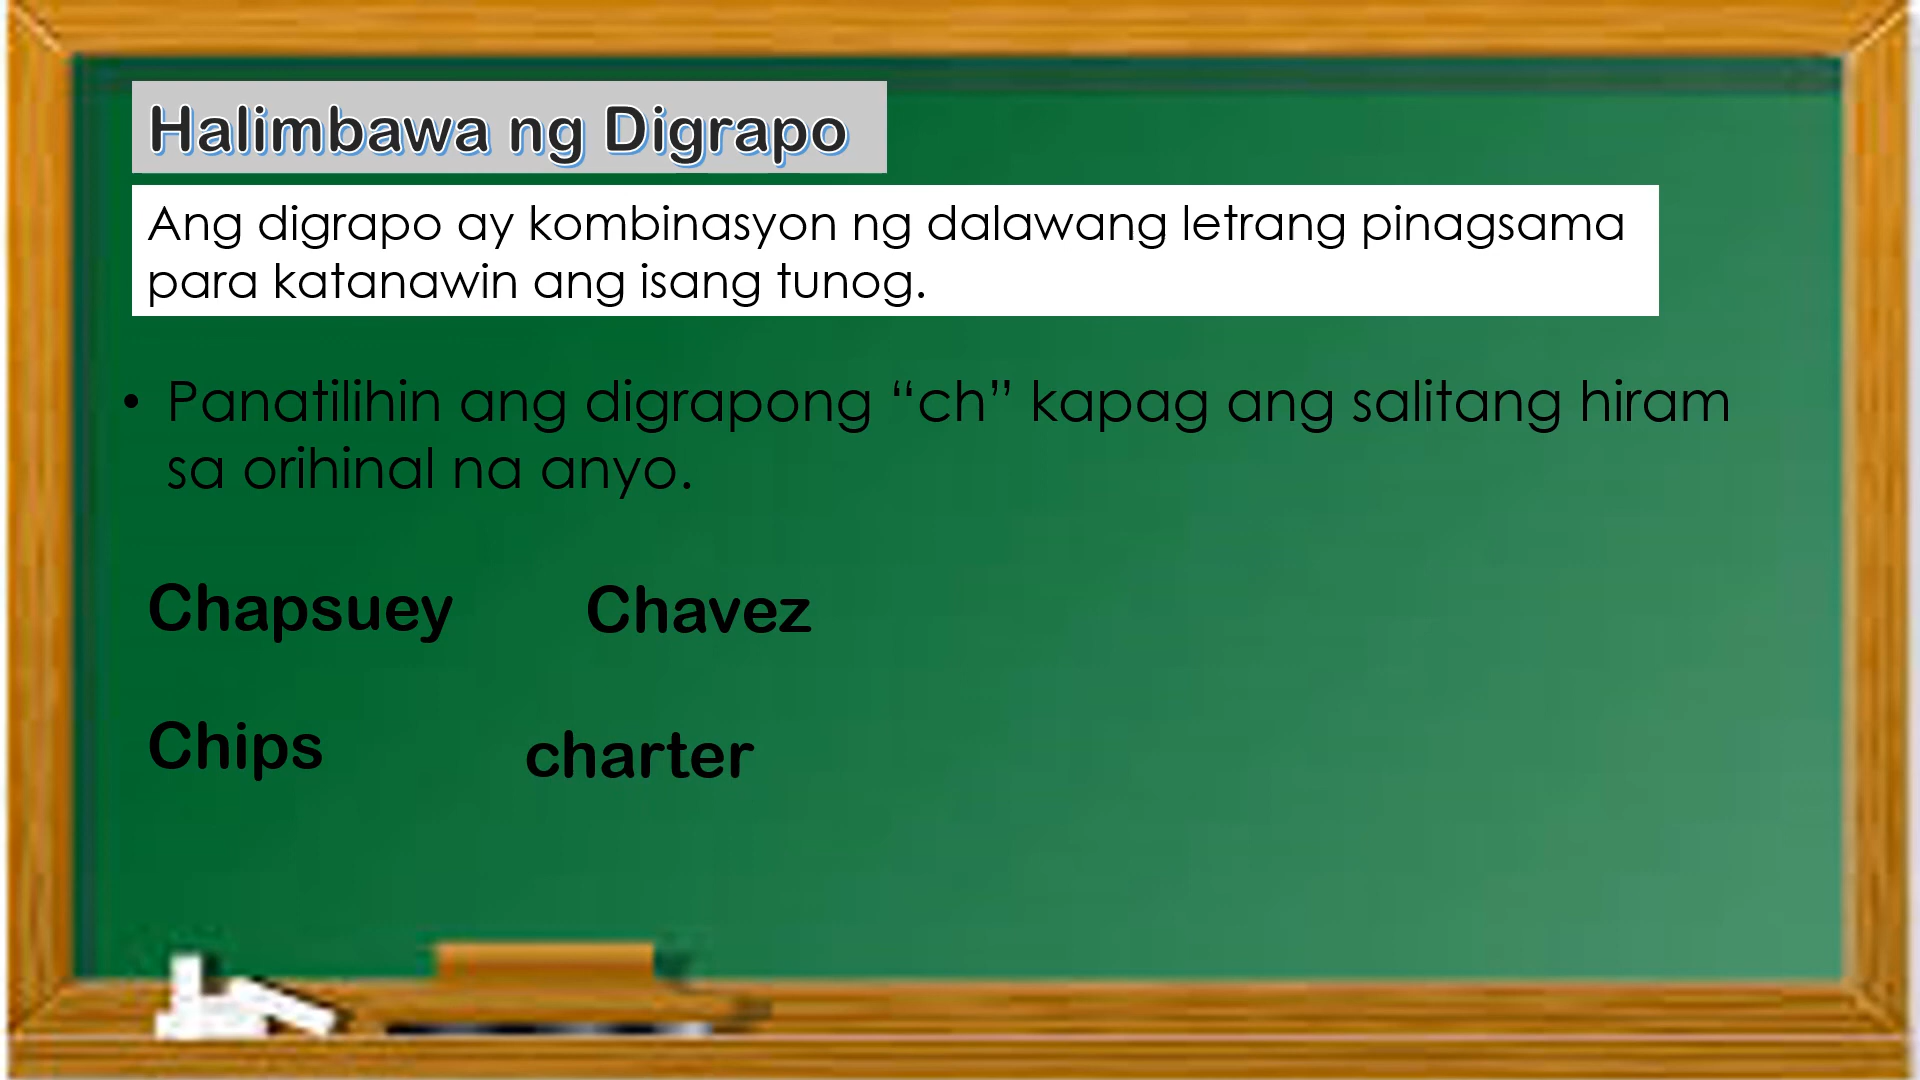 Halimbawa ng Digrapo
Ang digrapo ay kombinasyon ng dalawang letrang pinagsama
para katanawin ang isang tunog.
• Panatilihin ang digrapong “ch” kapag ang salitang hiram
sa orihinal na anyo.
Chapsuey Chavez
Chips charter